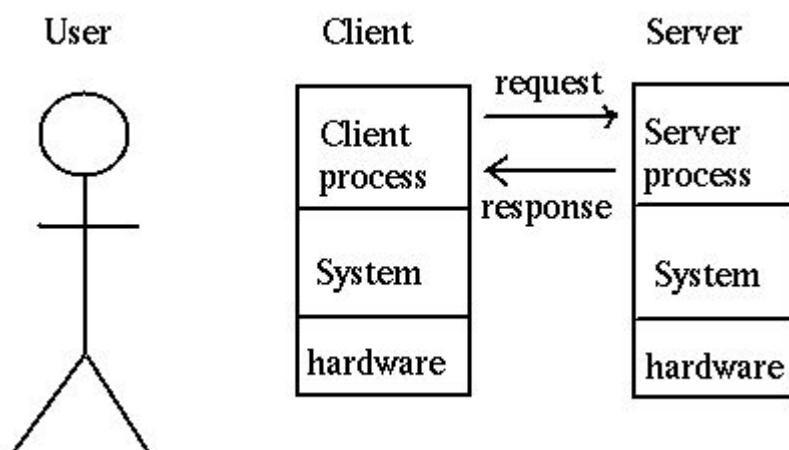 User
Client
Server
Client
process
System
hardware
request
response
Server
process
System
hardware